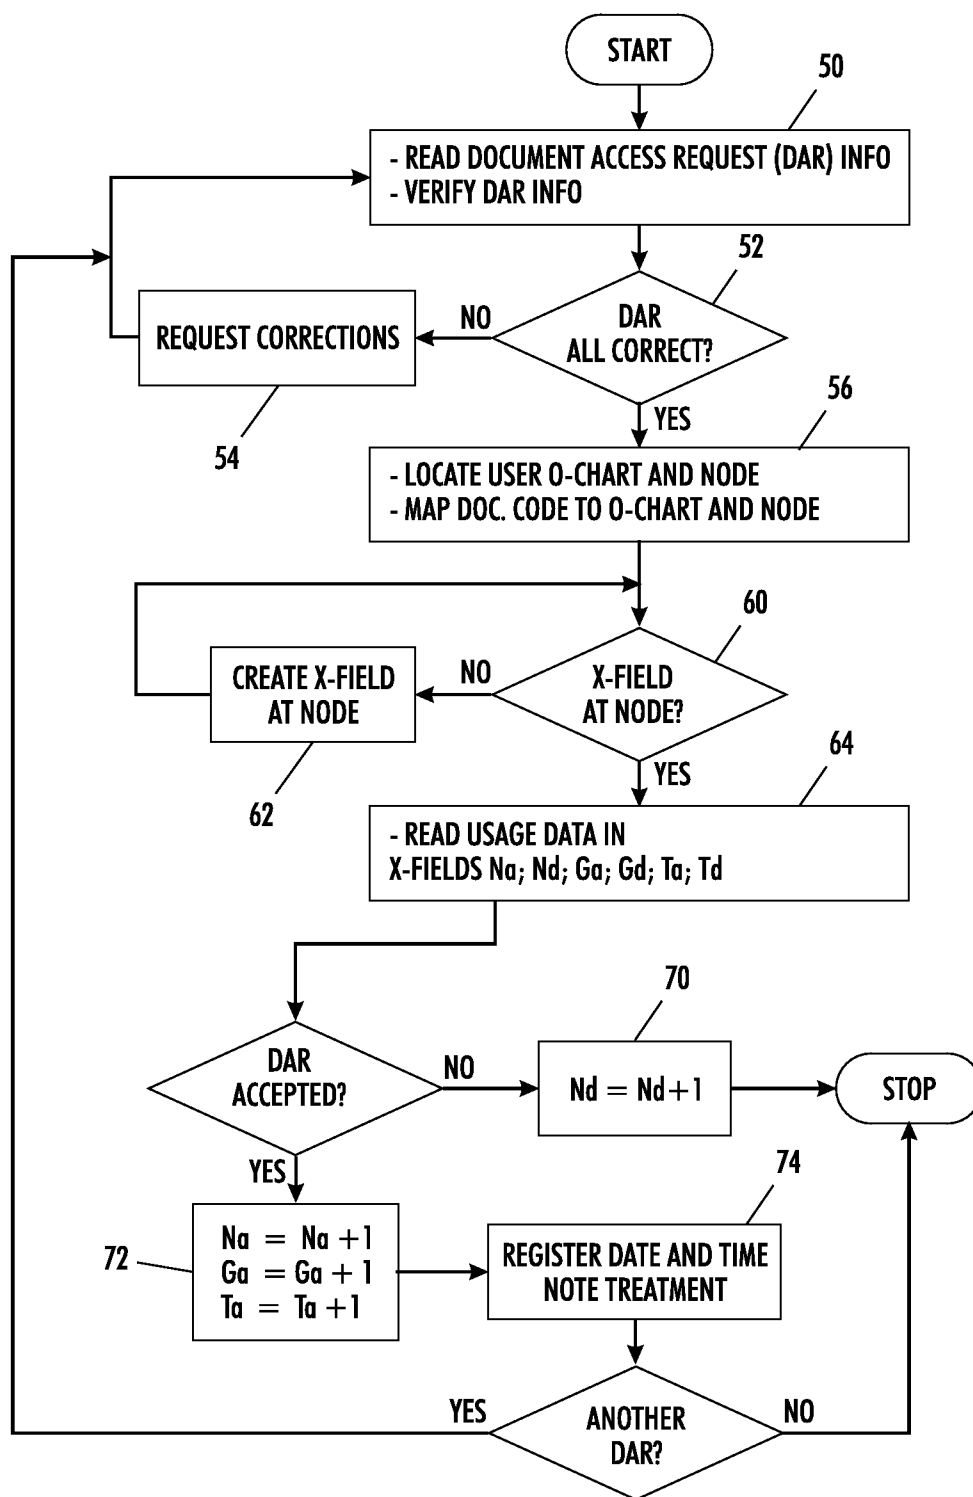 START
50
- READ DOCUMENT ACCESS REQUEST (DAR) INFO
- VERIFY DAR INFO
52
DAR
ALL CORRECT?
NO
REQUEST CORRECTIONS
54
YES
56
- LOCATE USER O-CHART AND NODE
- MAP DOC. CODE TO O-CHART AND NODE
60
X-FIELD
AT NODE?
NO
CREATE X-FIELD
AT NODE
62
YES
64
- READ USAGE DATA IN
X-FIELDS Na; Nd; Ga; Gd; Ta; Td
DAR
ACCEPTED?
NO
70
Nd = Nd+1
STOP
YES
72
Na = Na +1
Ga = Ga + 1
Ta = Ta +1
74
REGISTER DATE AND TIME
NOTE TREATMENT
YES
ANOTHER
DAR?
NO